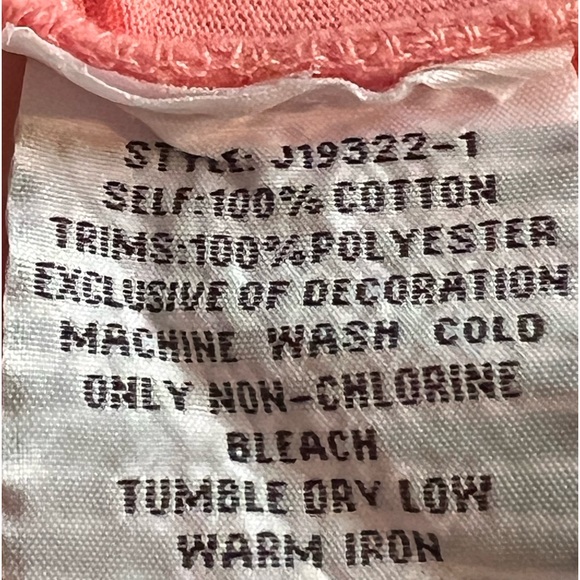 STYLE: J19322-1
SELF:100% COTTON
TRIMS:100%POLYESTER
EXCLUSIVE OF DECORATION
MACHINE WASH COLD
ONLY NON-CHLORINE
BLEACH
TUMBLE DRY LOW
WARM IRON